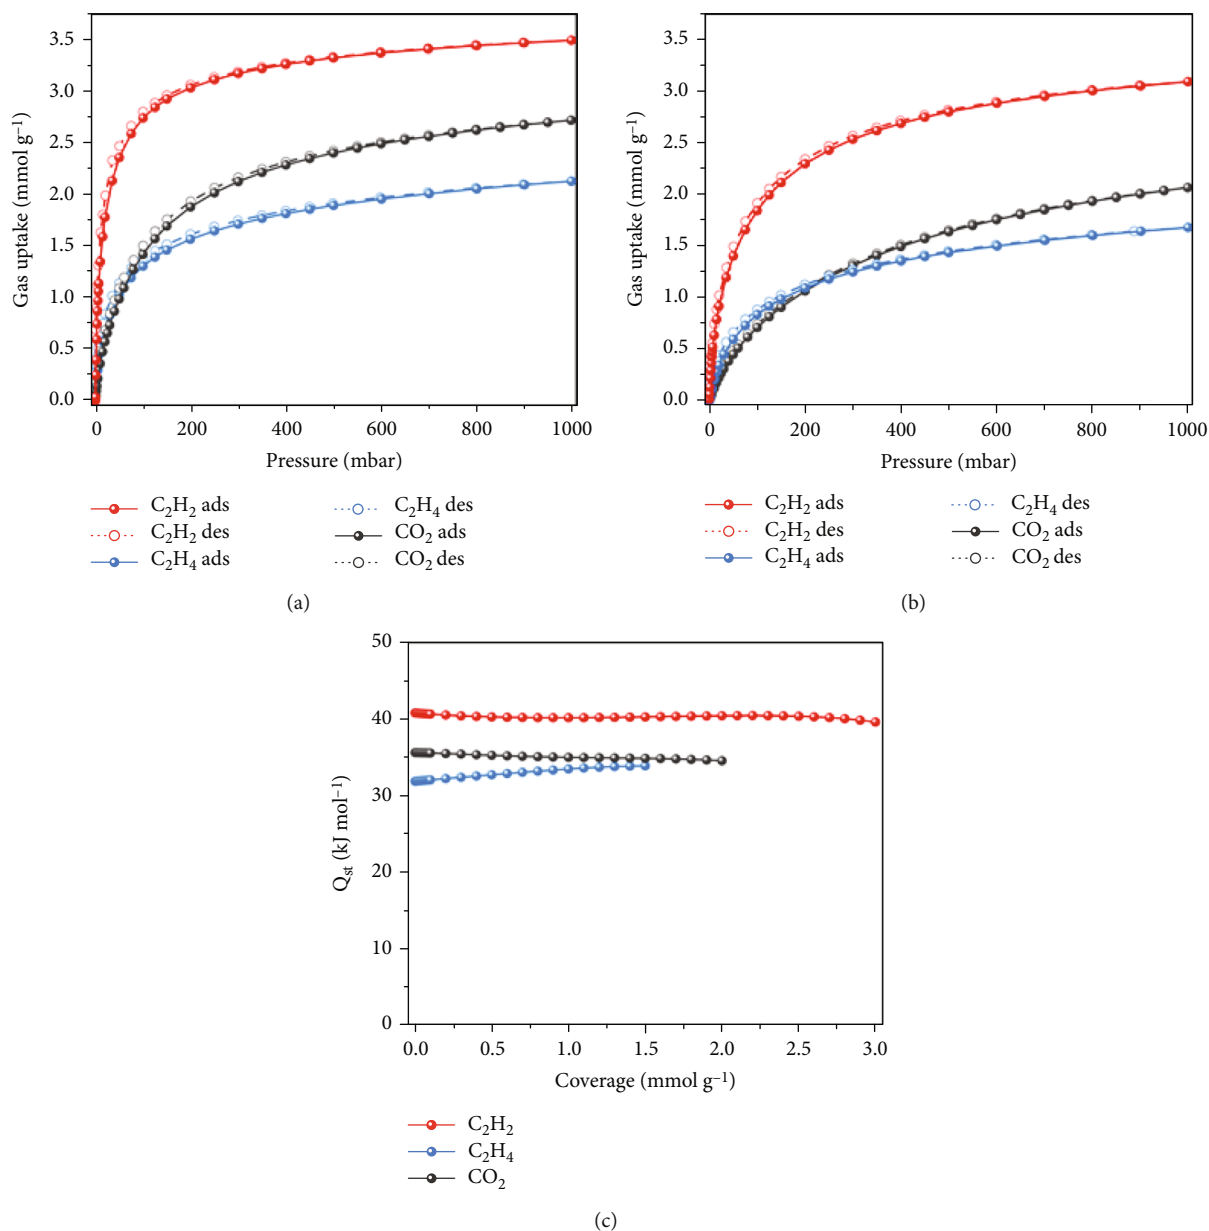 3.5
3.0
2.5
2.0
1.5
1.0
0.5
0.0
Gas uptake (mmol g⁻¹)
0 200 400 600 800 1000
Pressure (mbar)
C₂H₂ ads
C₂H₂ des
C₂H₄ ads
C₂H₄ des
CO₂ ads
CO₂ des
(a)
3.5
3.0
2.5
2.0
1.5
1.0
0.5
0.0
Gas uptake (mmol g⁻¹)
0 200 400 600 800 1000
Pressure (mbar)
C₂H₂ ads
C₂H₂ des
C₂H₄ ads
C₂H₄ des
CO₂ ads
CO₂ des
(b)
50
40
30
20
10
0
Qst (kJ mol⁻¹)
0.0 0.5 1.0 1.5 2.0 2.5 3.0
Coverage (mmol g⁻¹)
C₂H₂
C₂H₄
CO₂
(c)